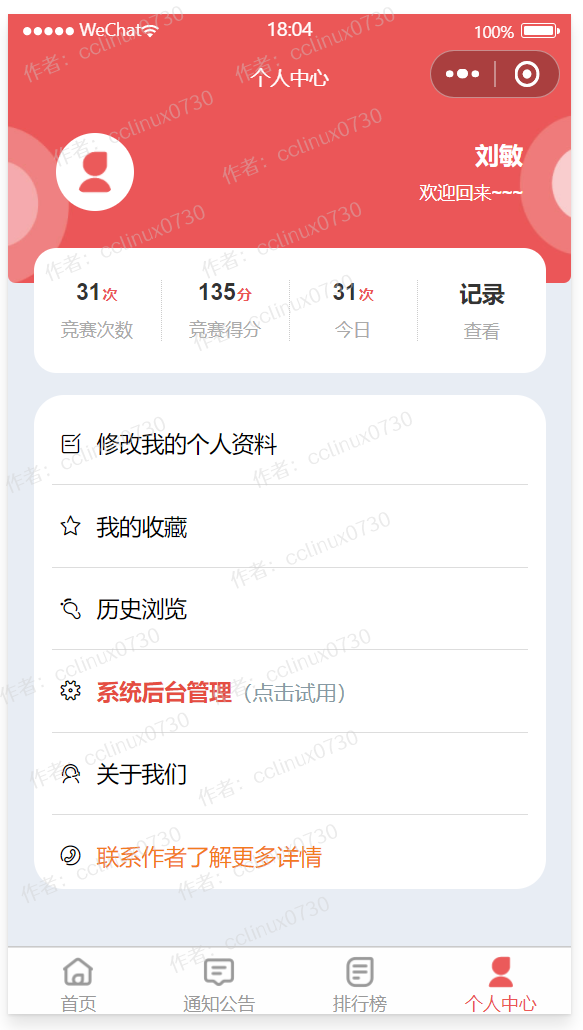 WeChat 18:04 100%
个人中心
刘敏
欢迎回来~~~
31次 135分 31次 记录
竞赛次数 竞赛得分 今日 查看
修改我的个人资料
我的收藏
历史浏览
系统后台管理（点击试用）
关于我们
联系作者了解更多详情
首页 通知公告 排行榜 个人中心
作者：cclinux0730